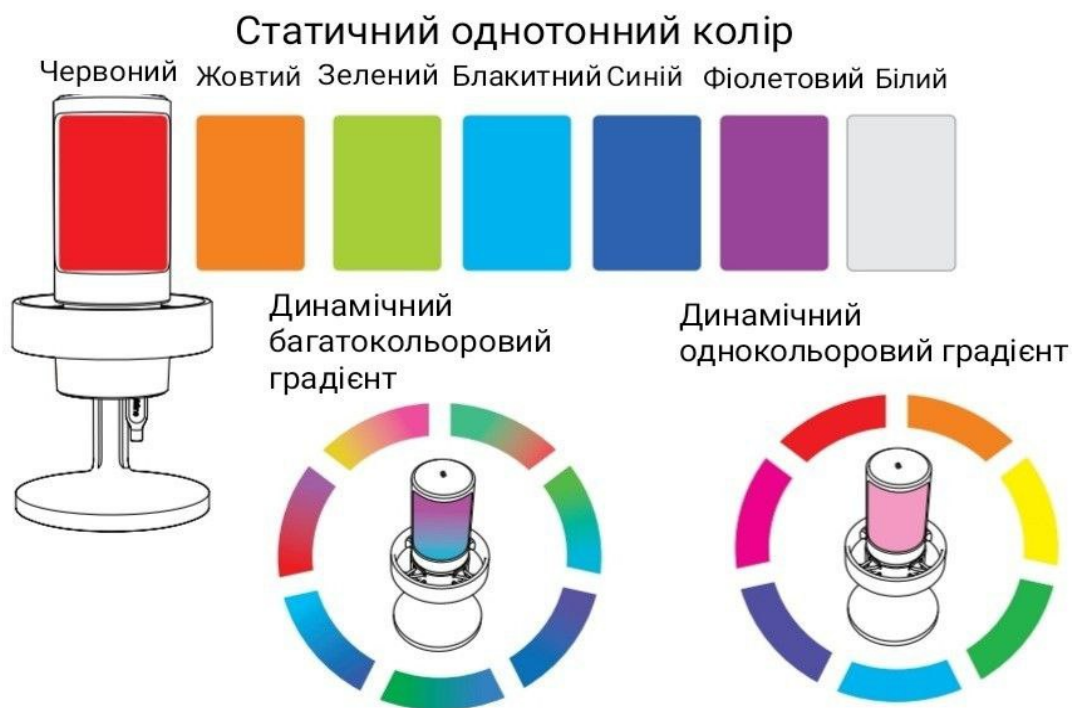 Статичний однотонний колір
Червоний Жовтий Зелений Блакитний Синій Фіолетовий Білий
Динамічний
багатокольоровий
градієнт
Динамічний
однокольоровий градієнт